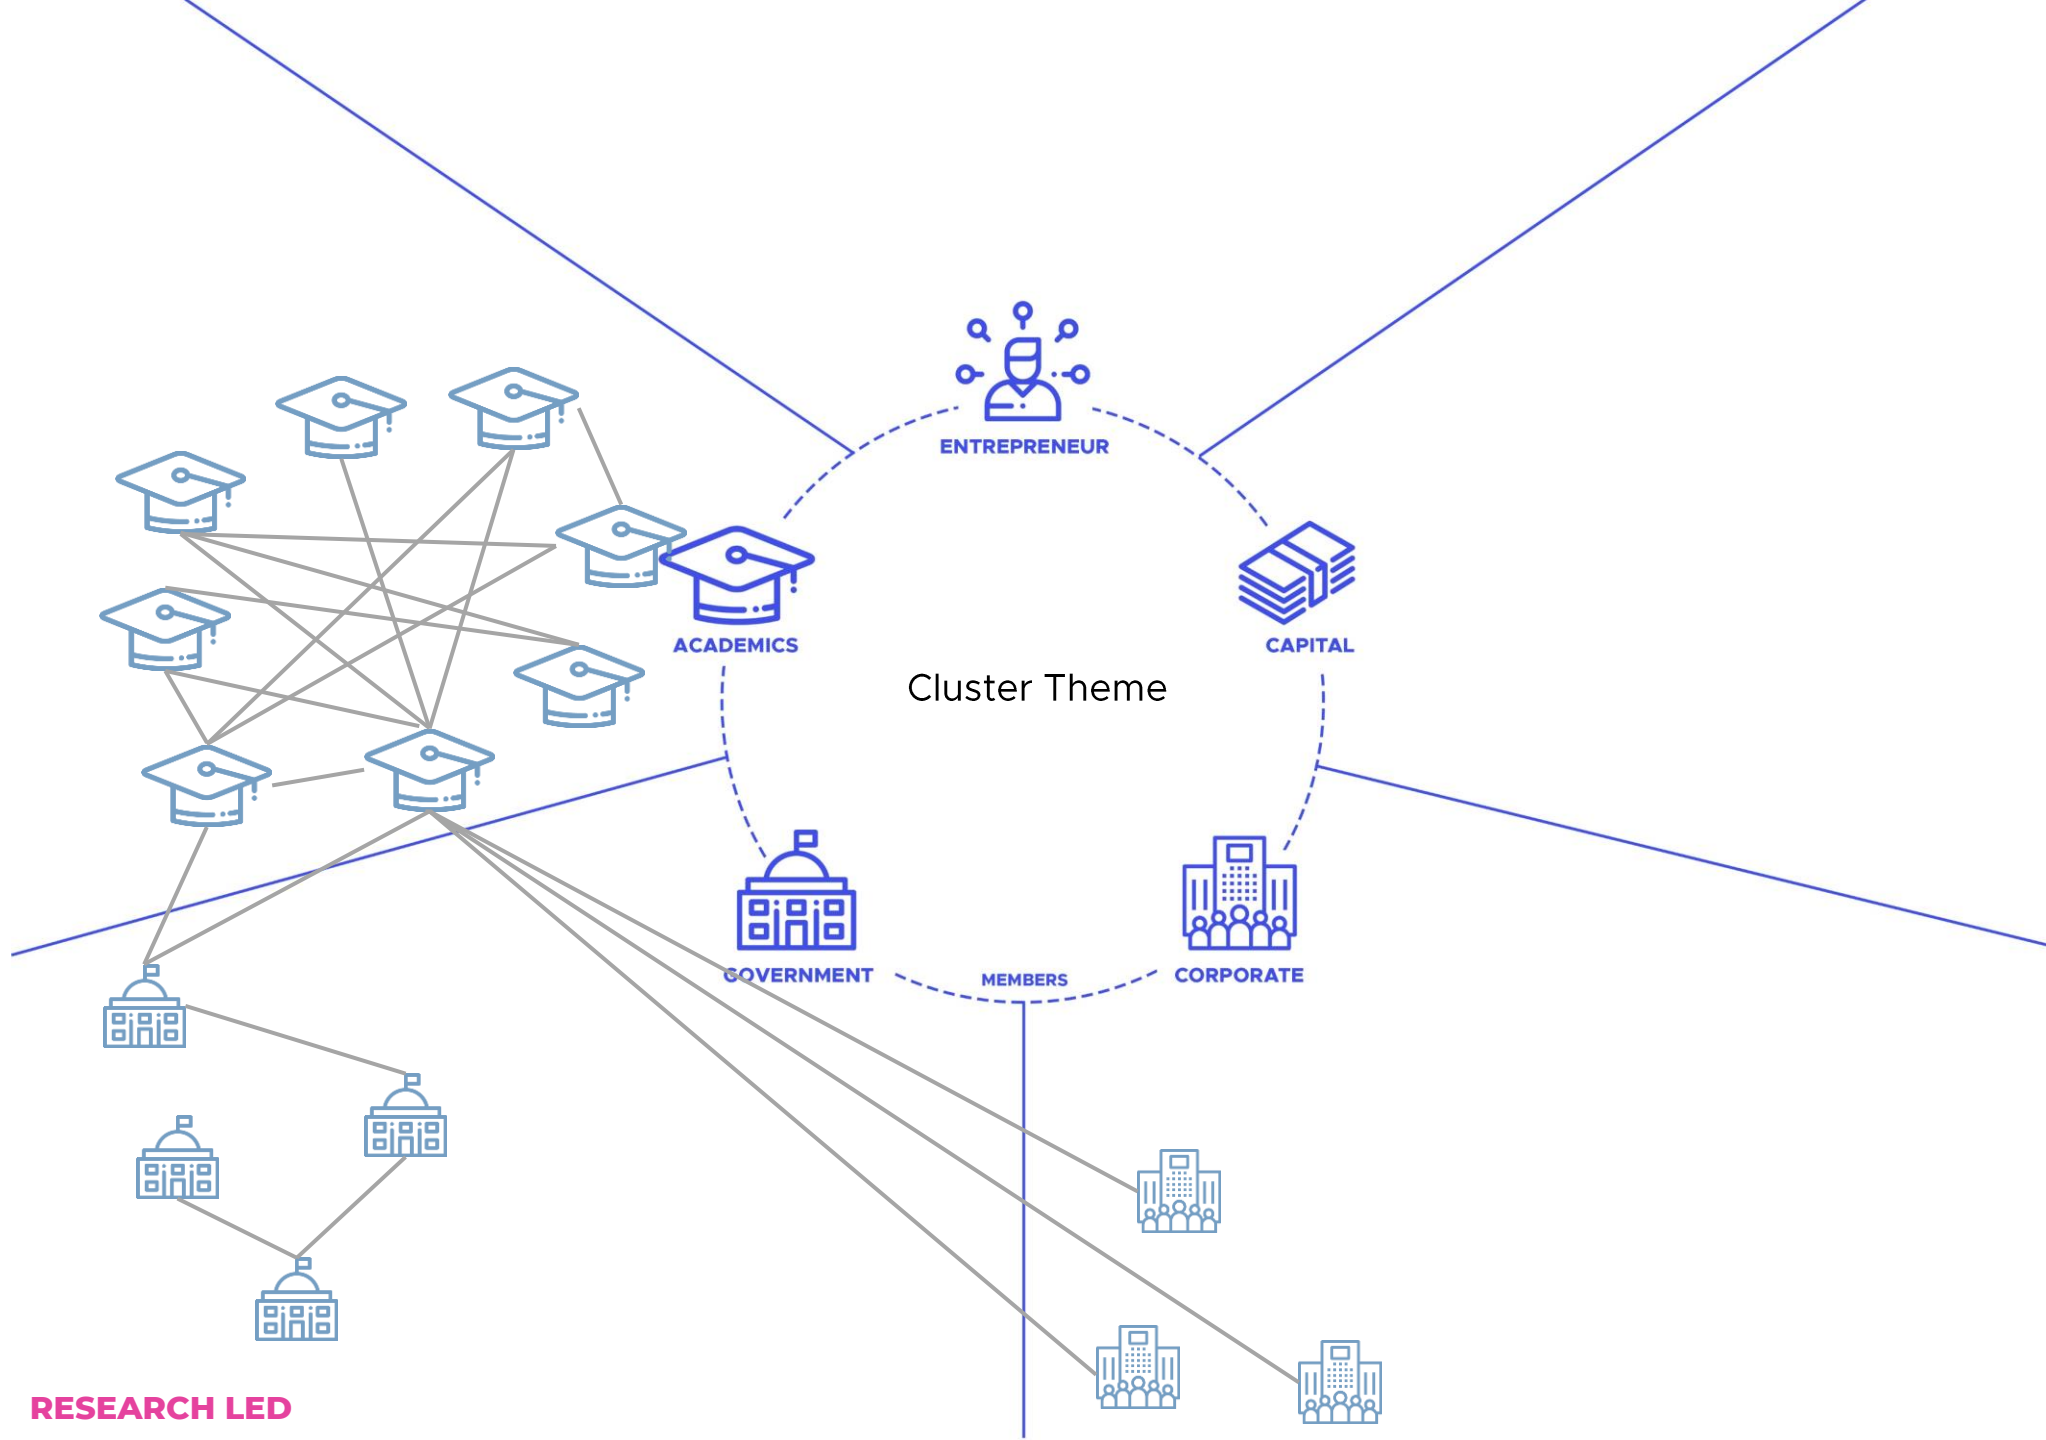 ENTREPRENEUR
ACADEMICS
CAPITAL
Cluster Theme
GOVERNMENT
MEMBERS
CORPORATE
RESEARCH LED